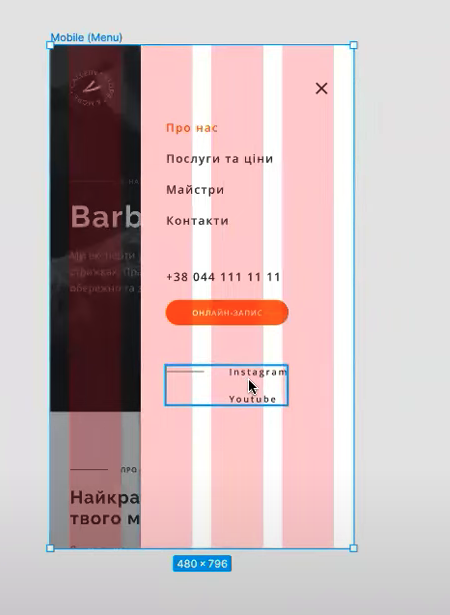 Mobile (Menu)
Про нас
Послуги та ціни
Майстри
Контакти
+38 044 111 11 11
ОНЛАЙН-ЗАПИС
Instagram
Youtube
Barb
ПРО
Найкра
твого м
480 × 796